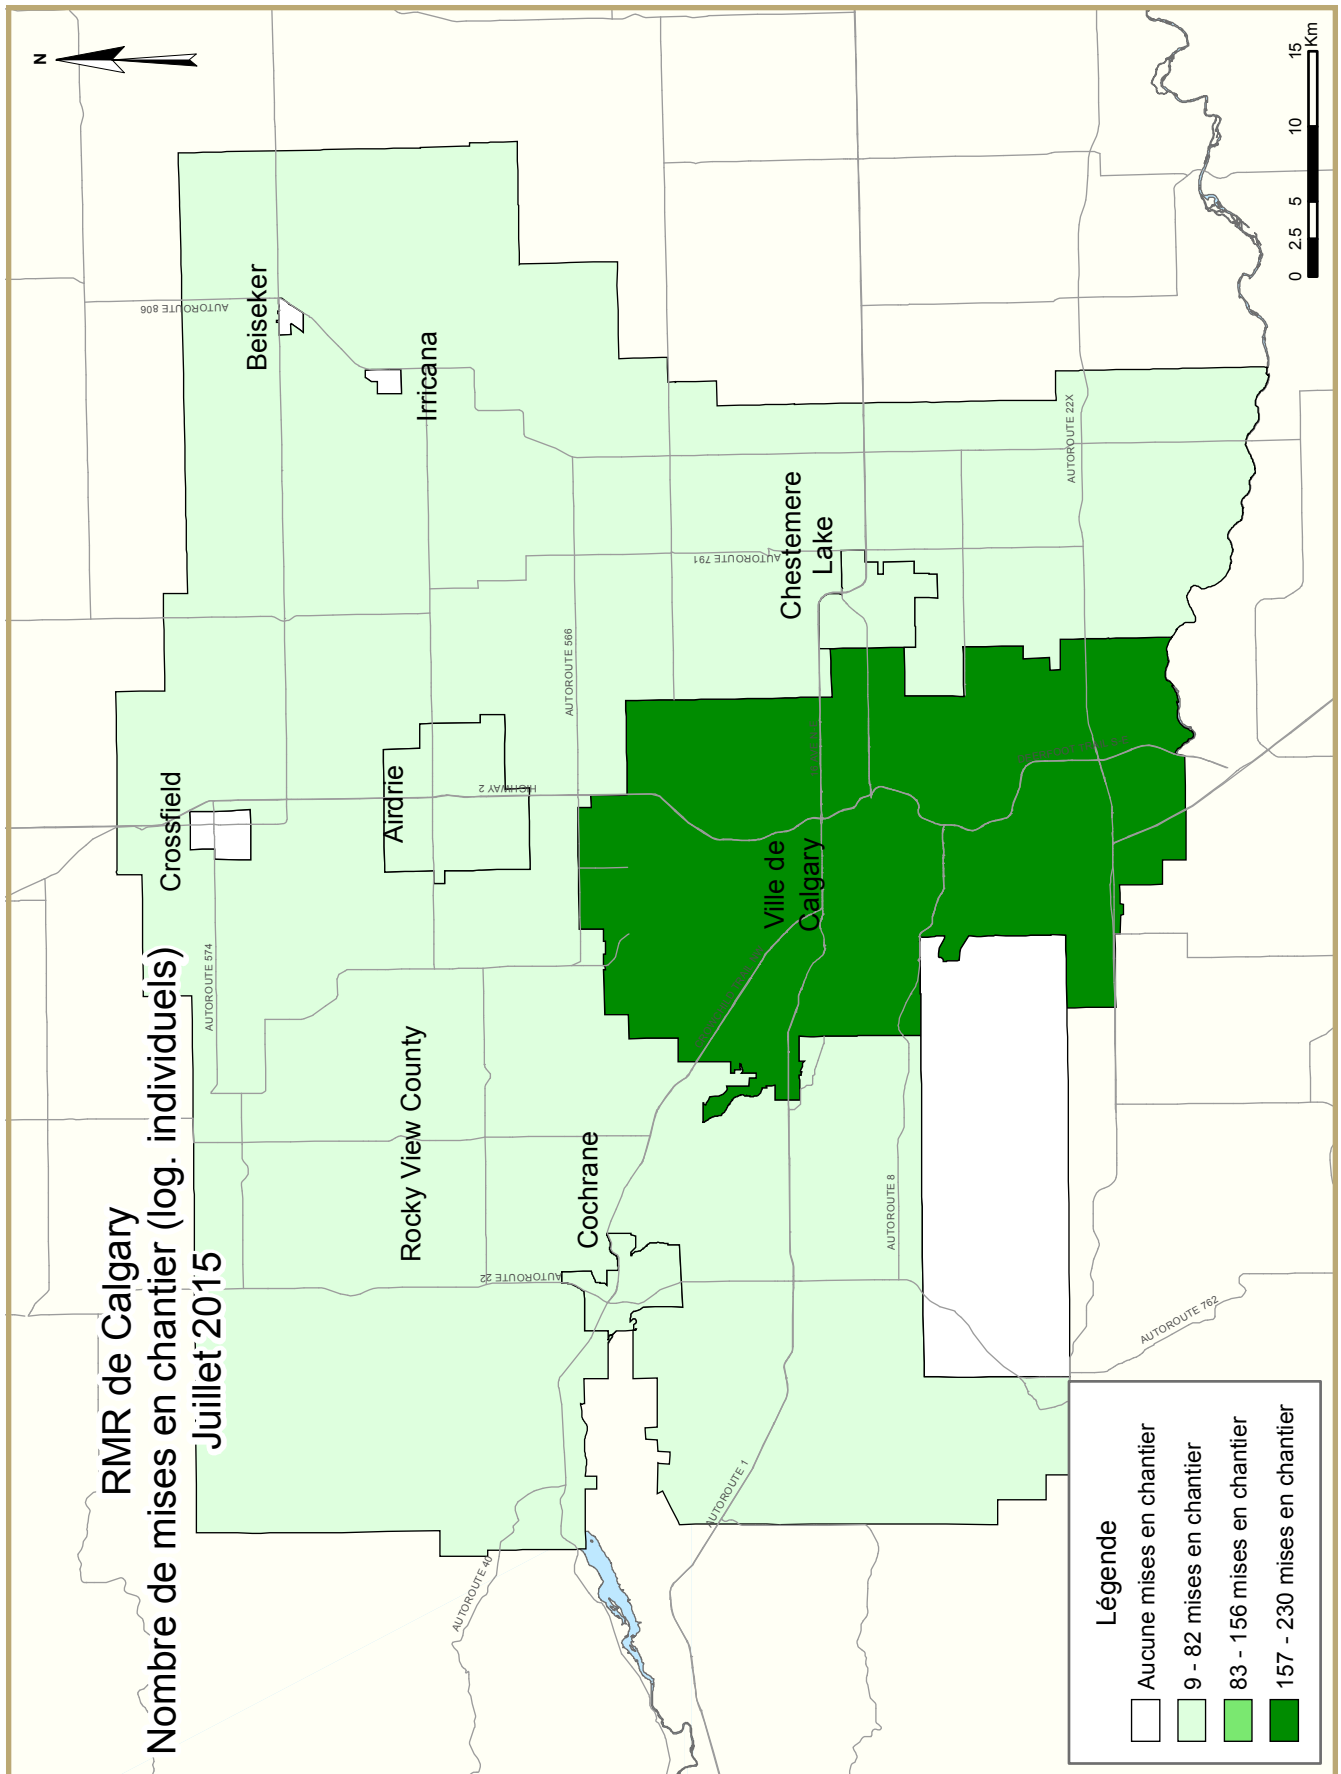 RMR de Calgary
Nombre de mises en chantier (log. individuels)
Juillet 2015
N
Crossfield
Beiseker
Irricana
Airdrie
Rocky View County
Cochrane
Chestemere
Lake
Ville de
Calgary
AUTOROUTE 574
AUTOROUTE 806
AUTOROUTE 566
HIGHWAY 2
AUTOROUTE 22
AUTOROUTE 791
AUTOROUTE 40
AUTOROUTE 1
AUTOROUTE 8
AUTOROUTE 22X
AUTOROUTE 762
Légende
Aucune mises en chantier
9 - 82 mises en chantier
83 - 156 mises en chantier
157 - 230 mises en chantier
0 2.5 5 10 15
Km